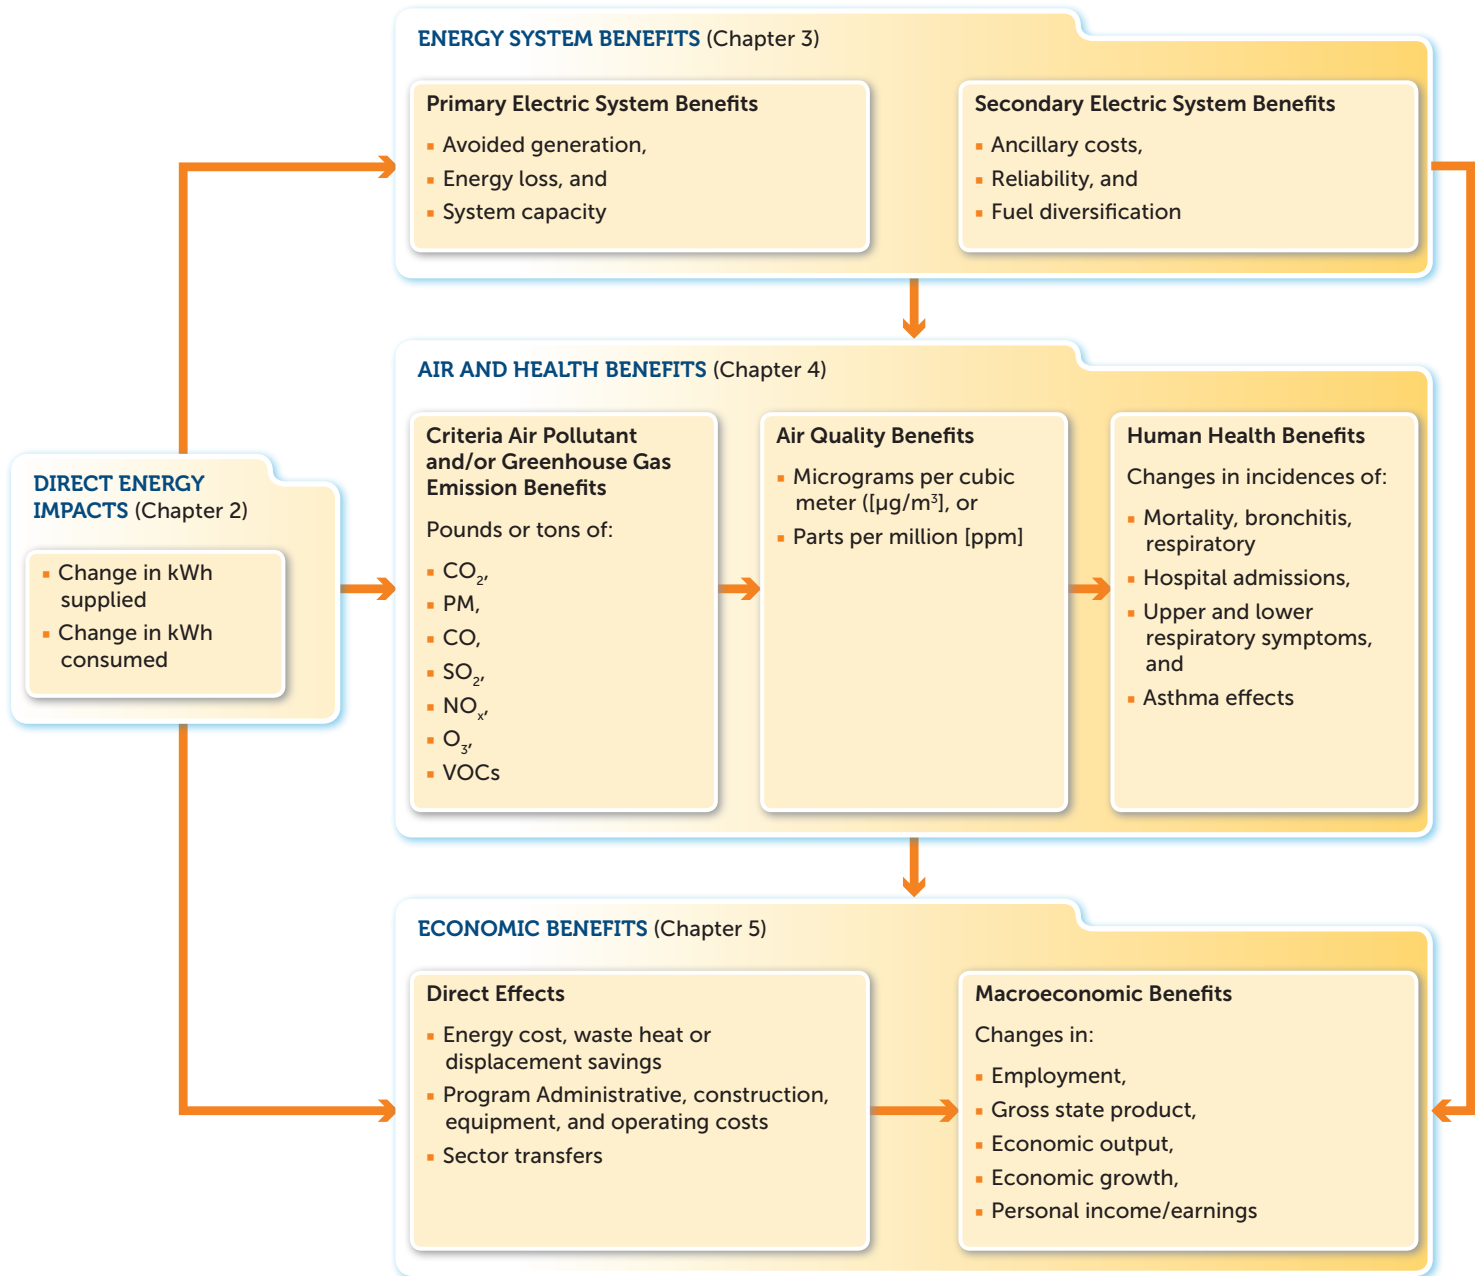 ENERGY SYSTEM BENEFITS (Chapter 3)
Primary Electric System Benefits
▪ Avoided generation,
▪ Energy loss, and
▪ System capacity
Secondary Electric System Benefits
▪ Ancillary costs,
▪ Reliability, and
▪ Fuel diversification
DIRECT ENERGY
IMPACTS (Chapter 2)
▪ Change in kWh
supplied
▪ Change in kWh
consumed
AIR AND HEALTH BENEFITS (Chapter 4)
Criteria Air Pollutant
and/or Greenhouse Gas
Emission Benefits
Pounds or tons of:
▪ CO₂,
▪ PM,
▪ CO,
▪ SO₂,
▪ NOₓ,
▪ O₃,
▪ VOCs
Air Quality Benefits
▪ Micrograms per cubic
meter ([µg/m³], or
▪ Parts per million [ppm]
Human Health Benefits
Changes in incidences of:
▪ Mortality, bronchitis,
respiratory
▪ Hospital admissions,
▪ Upper and lower
respiratory symptoms,
and
▪ Asthma effects
ECONOMIC BENEFITS (Chapter 5)
Direct Effects
▪ Energy cost, waste heat or
displacement savings
▪ Program Administrative, construction,
equipment, and operating costs
▪ Sector transfers
Macroeconomic Benefits
Changes in:
▪ Employment,
▪ Gross state product,
▪ Economic output,
▪ Economic growth,
▪ Personal income/earnings